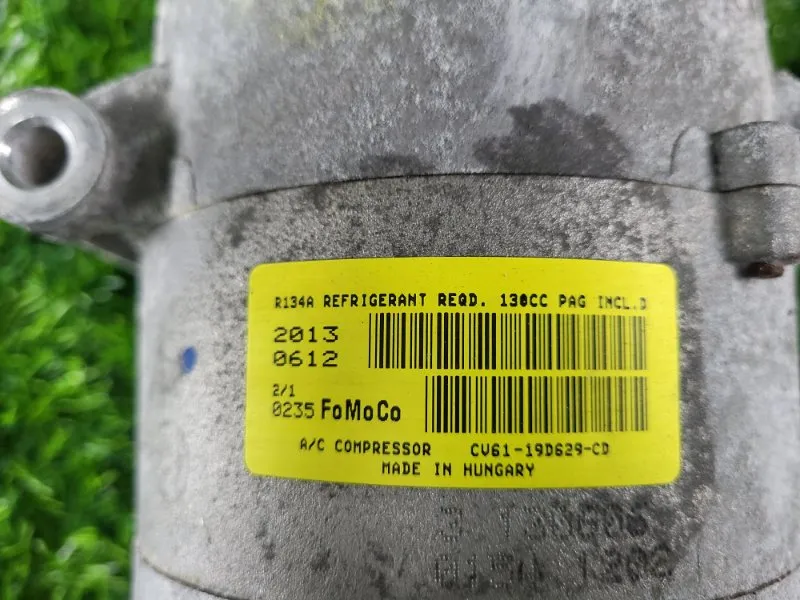 R134A REFRIGERANT REQD. 130CC PAG INCL.D
2013
0612
2/1
0235 FoMoCo
A/C COMPRESSOR CV61-19D629-CD
MADE IN HUNGARY